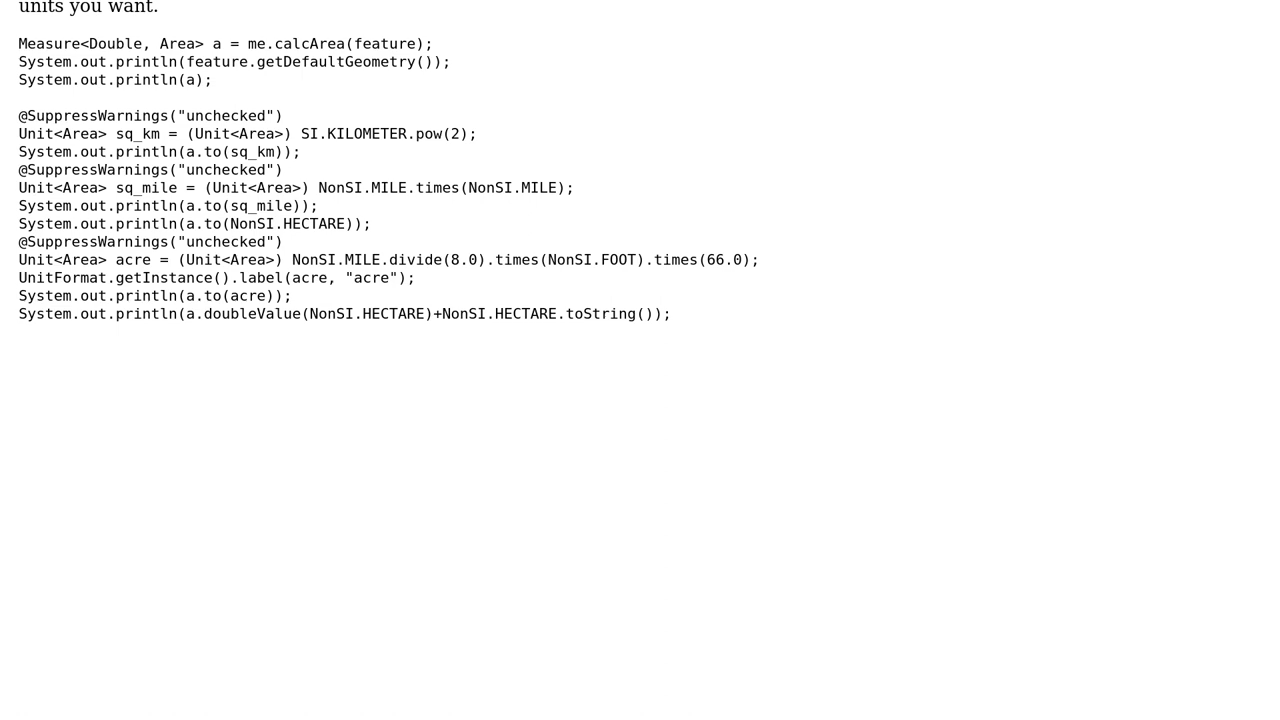 units you want.
Measure<Double, Area> a = me.calcArea(feature);
System.out.println(feature.getDefaultGeometry());
System.out.println(a);
@SuppressWarnings("unchecked")
Unit<Area> sq_km = (Unit<Area>) SI.KILOMETER.pow(2);
System.out.println(a.to(sq_km));
@SuppressWarnings("unchecked")
Unit<Area> sq_mile = (Unit<Area>) NonSI.MILE.times(NonSI.MILE);
System.out.println(a.to(sq_mile));
System.out.println(a.to(NonSI.HECTARE));
@SuppressWarnings("unchecked")
Unit<Area> acre = (Unit<Area>) NonSI.MILE.divide(8.0).times(NonSI.FOOT).times(66.0);
UnitFormat.getInstance().label(acre, "acre");
System.out.println(a.to(acre));
System.out.println(a.doubleValue(NonSI.HECTARE)+NonSI.HECTARE.toString());